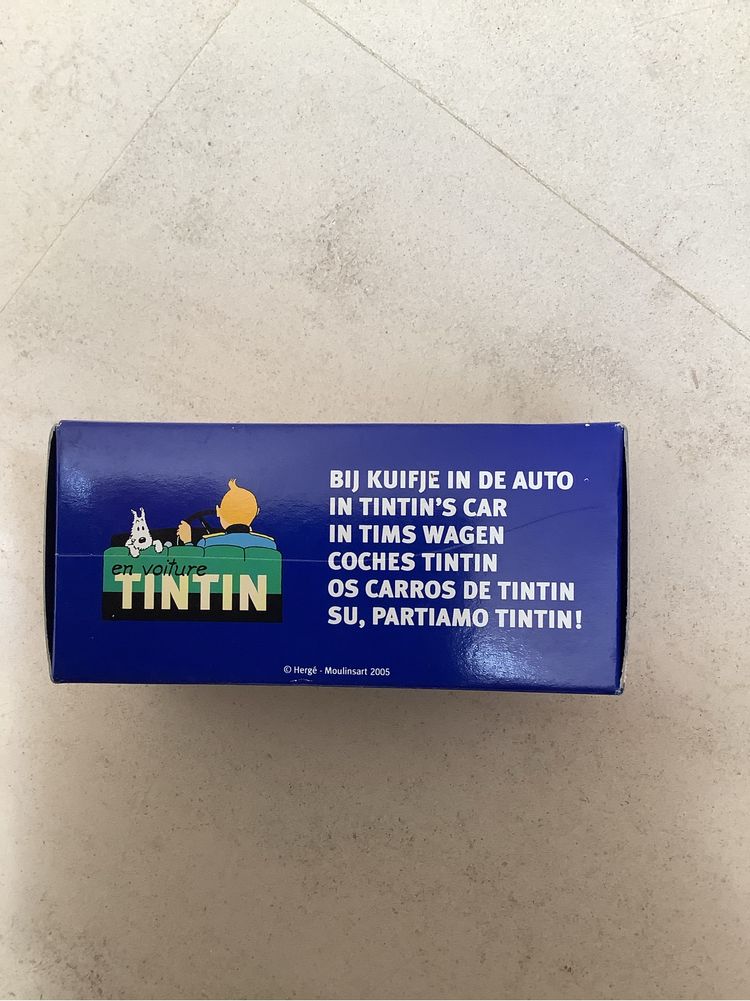 en voiture
TINTIN
BIJ KUIFJE IN DE AUTO
IN TINTIN'S CAR
IN TIMS WAGEN
COCHES TINTIN
OS CARROS DE TINTIN
SU, PARTIAMO TINTIN!
© Hergé - Moulinsart 2005